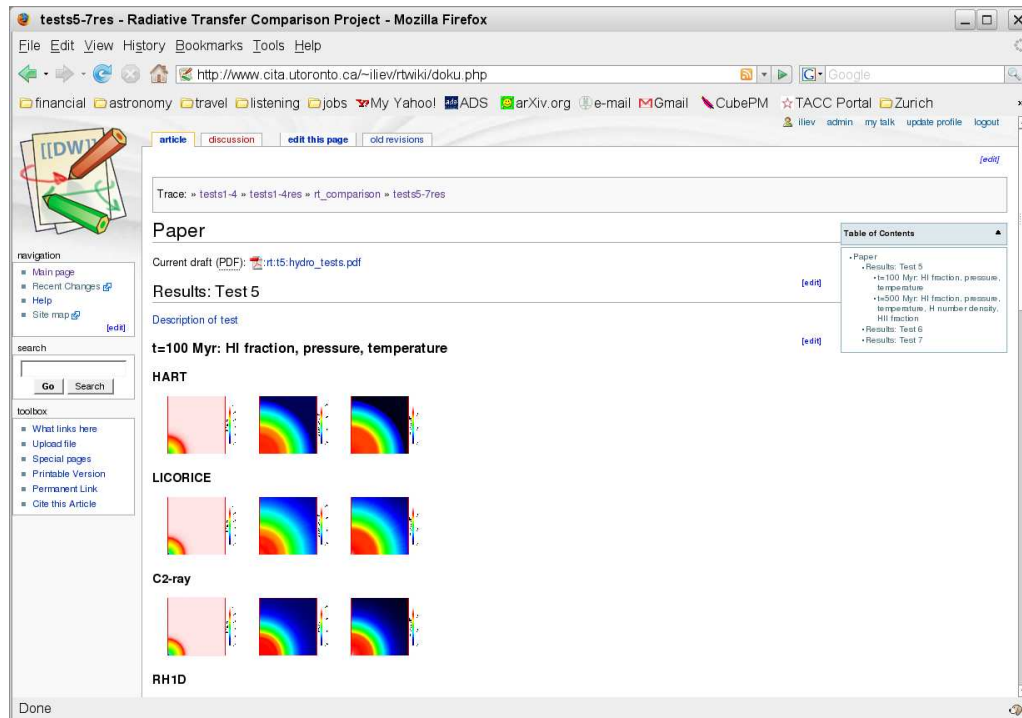 tests5-7res - Radiative Transfer Comparison Project - Mozilla Firefox
File Edit View History Bookmarks Tools Help
http://www.cita.utoronto.ca/~iliev/rtwiki/doku.php
G Google
financial astronomy travel listening jobs My Yahoo! ADS arXiv.org e-mail Gmail CubePM TACC Portal Zurich
iliev admin my talk update profile logout
[[DW]]
article discussion edit this page old revisions
[edit]
Trace: » tests1-4 » tests1-4res » rt_comparison » tests5-7res
Paper
Current draft (PDF): :rt:t5:hydro_tests.pdf
Results: Test 5
[edit]
Description of test
t=100 Myr: HI fraction, pressure, temperature
[edit]
HART
LICORICE
C2-ray
RH1D
Table of Contents
Paper
Results: Test 5
t=100 Myr: HI fraction, pressure,
temperature
t=500 Myr: HI fraction, pressure,
temperature, H number density,
HII fraction
Results: Test 6
Results: Test 7
navigation
Main page
Recent Changes
Help
Site map
[edit]
search
Go Search
toolbox
What links here
Upload file
Special pages
Printable Version
Permanent Link
Cite this Article
Done